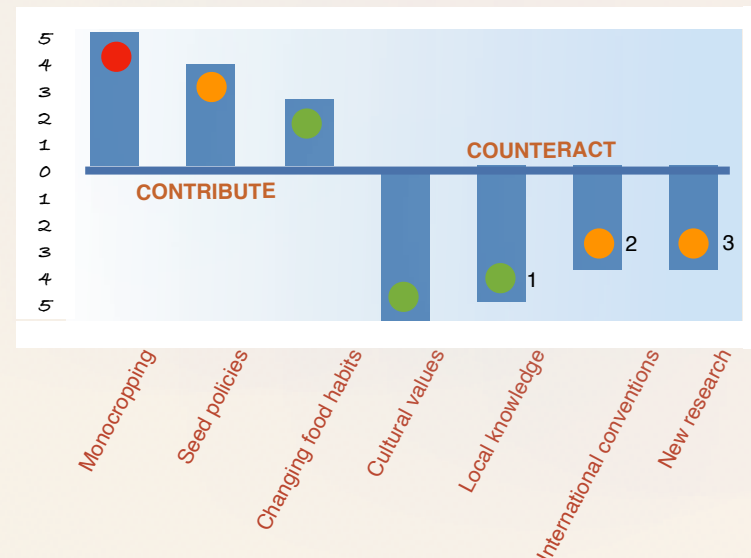 5
4
3
2
1
0
1
2
3
4
5
COUNTERACT
CONTRIBUTE
1
2
3
Monocropping
Seed policies
Changing food habits
Cultural values
Local knowledge
International conventions
New research